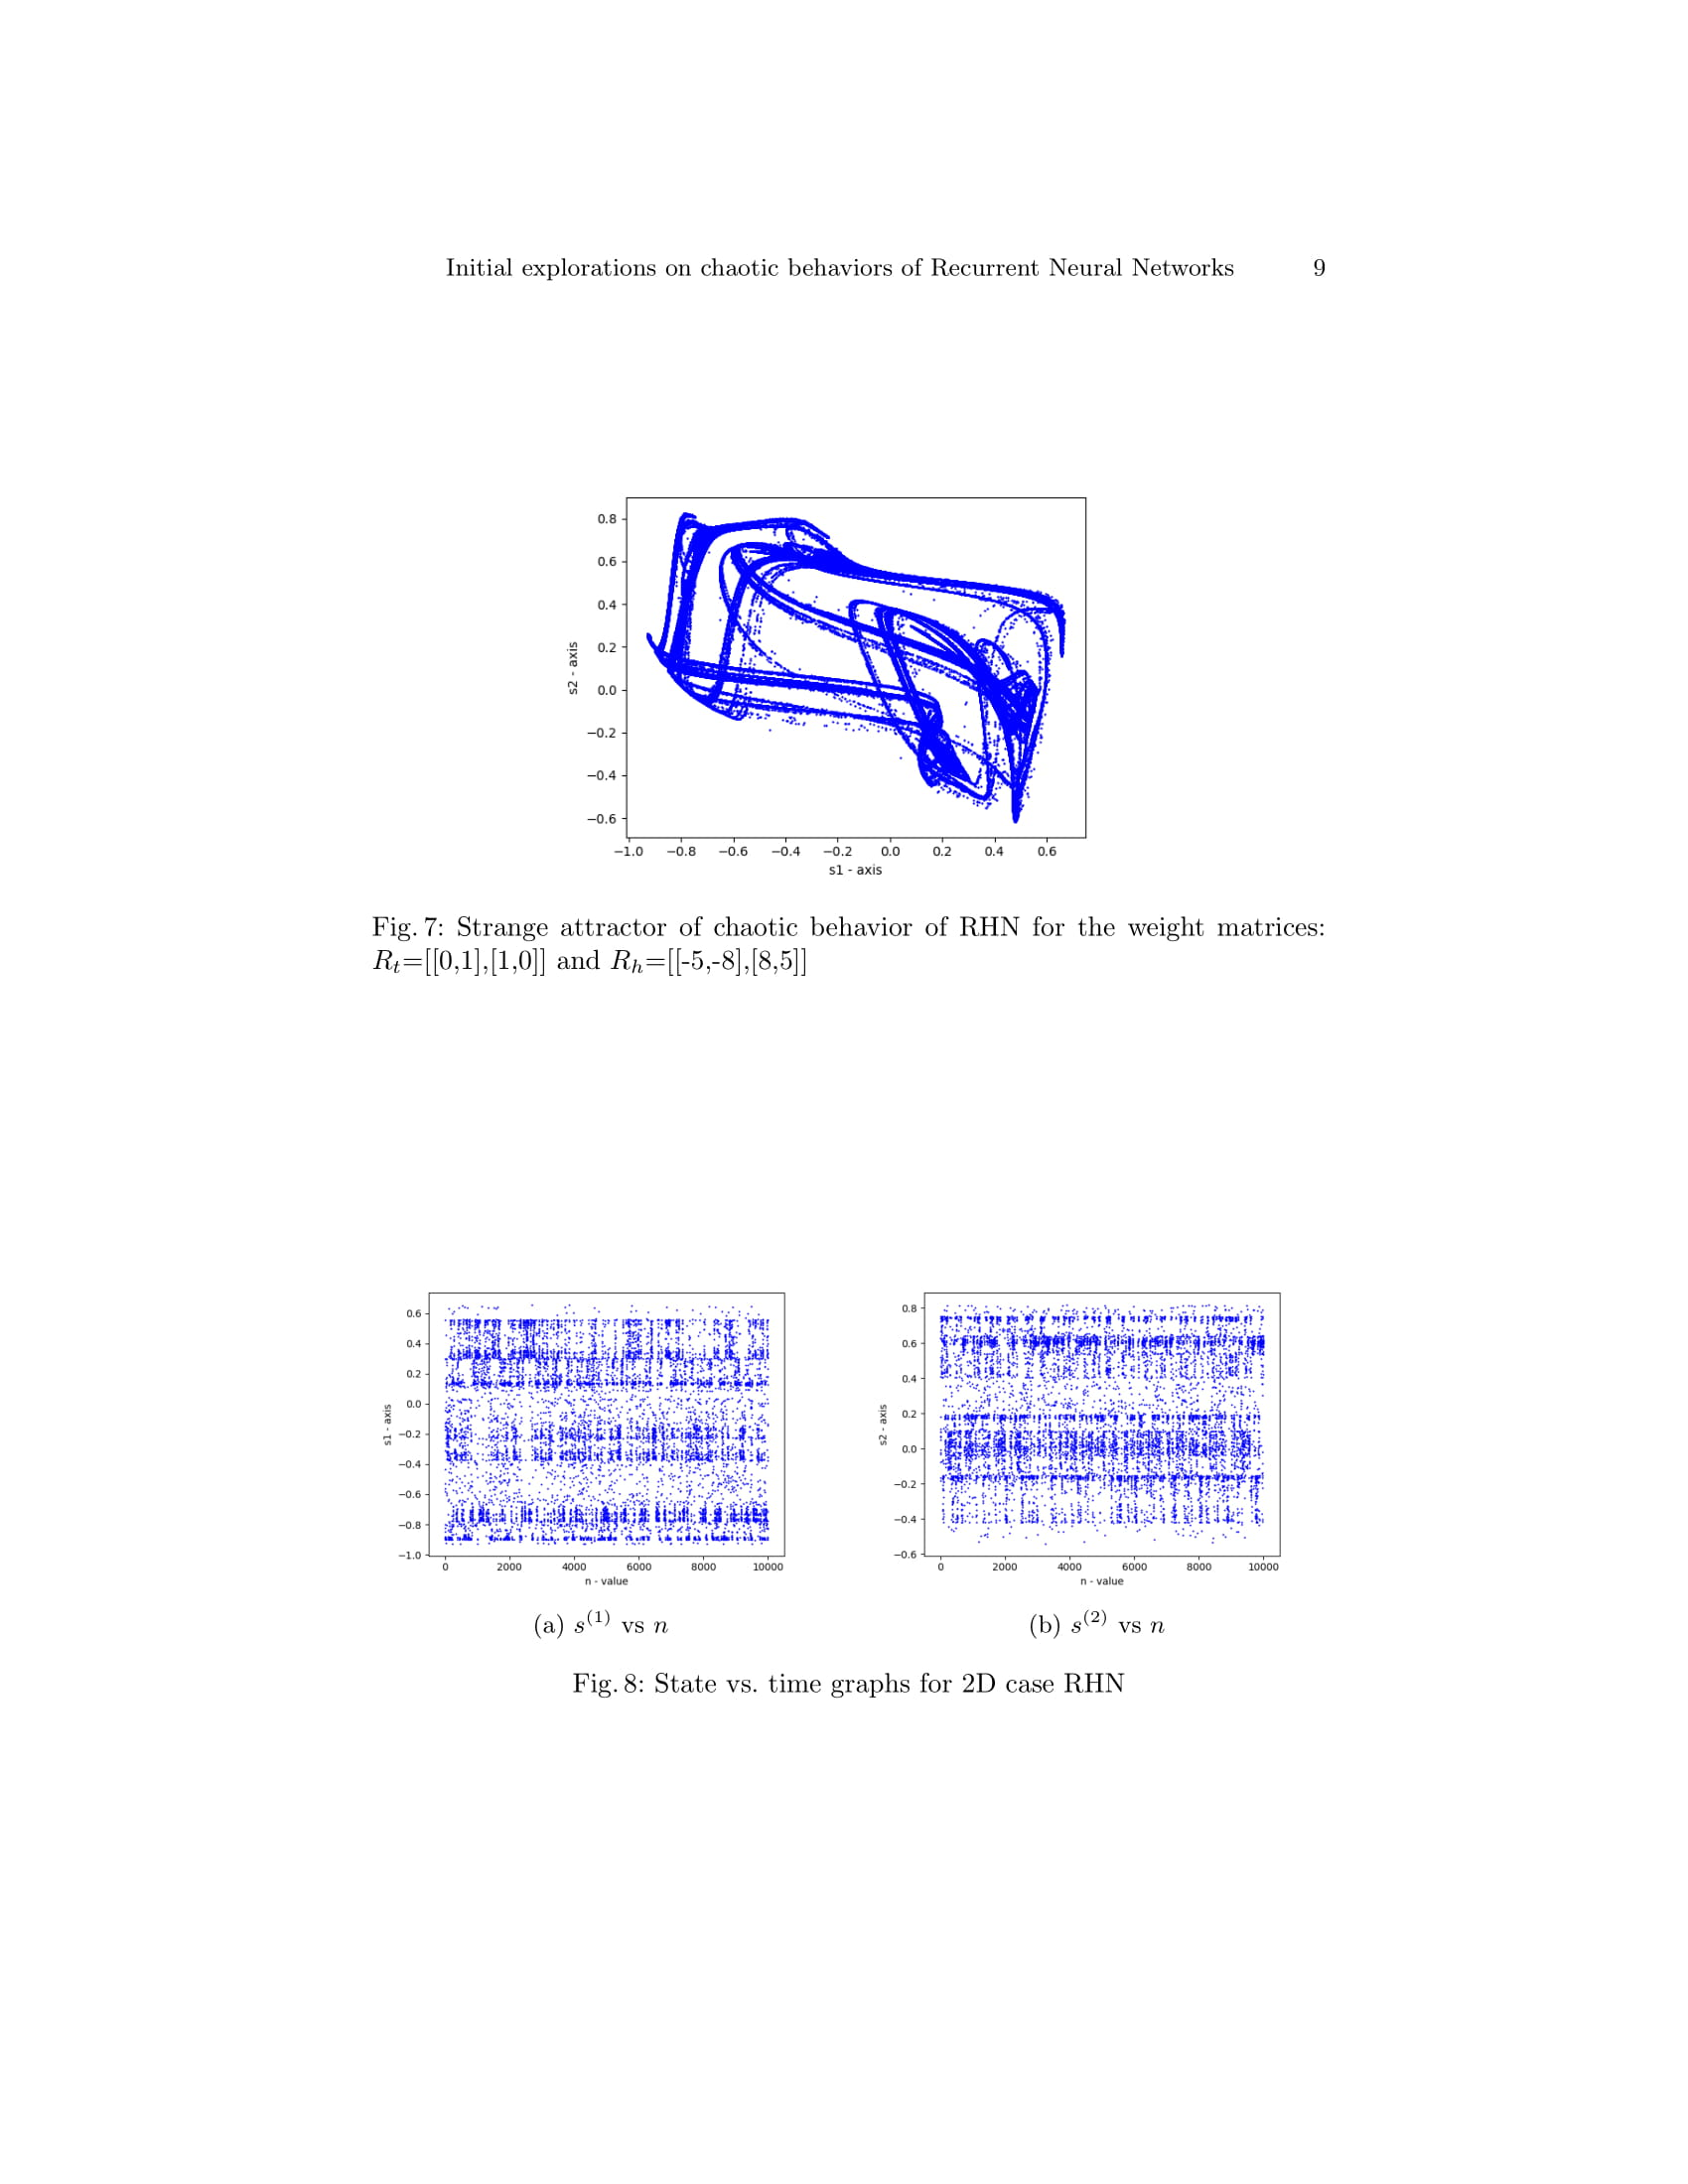 Initial explorations on chaotic behaviors of Recurrent Neural Networks 9
0.8
0.6
0.4
0.2
0.0
−0.2
−0.4
−0.6
s2 - axis
−1.0 −0.8 −0.6 −0.4 −0.2 0.0 0.2 0.4 0.6
s1 - axis
Fig. 7: Strange attractor of chaotic behavior of RHN for the weight matrices:
R_t=[[0,1],[1,0]] and R_h=[[-5,-8],[8,5]]
0.6
0.4
0.2
0.0
−0.2
−0.4
−0.6
−0.8
−1.0
s1 - axis
0 2000 4000 6000 8000 10000
n - value
(a) s^{(1)} vs n
0.8
0.6
0.4
0.2
0.0
−0.2
−0.4
−0.6
s2 - axis
0 2000 4000 6000 8000 10000
n - value
(b) s^{(2)} vs n
Fig. 8: State vs. time graphs for 2D case RHN